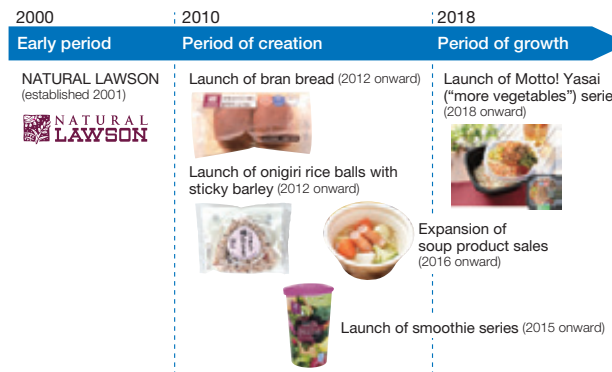 2000
2010
2018
Early period
Period of creation
Period of growth
NATURAL LAWSON
(established 2001)
NATURAL
LAWSON
Launch of bran bread (2012 onward)
Launch of onigiri rice balls with
sticky barley (2012 onward)
Expansion of
soup product sales
(2016 onward)
Launch of smoothie series (2015 onward)
Launch of Motto! Yasai
(“more vegetables”) serie
(2018 onward)